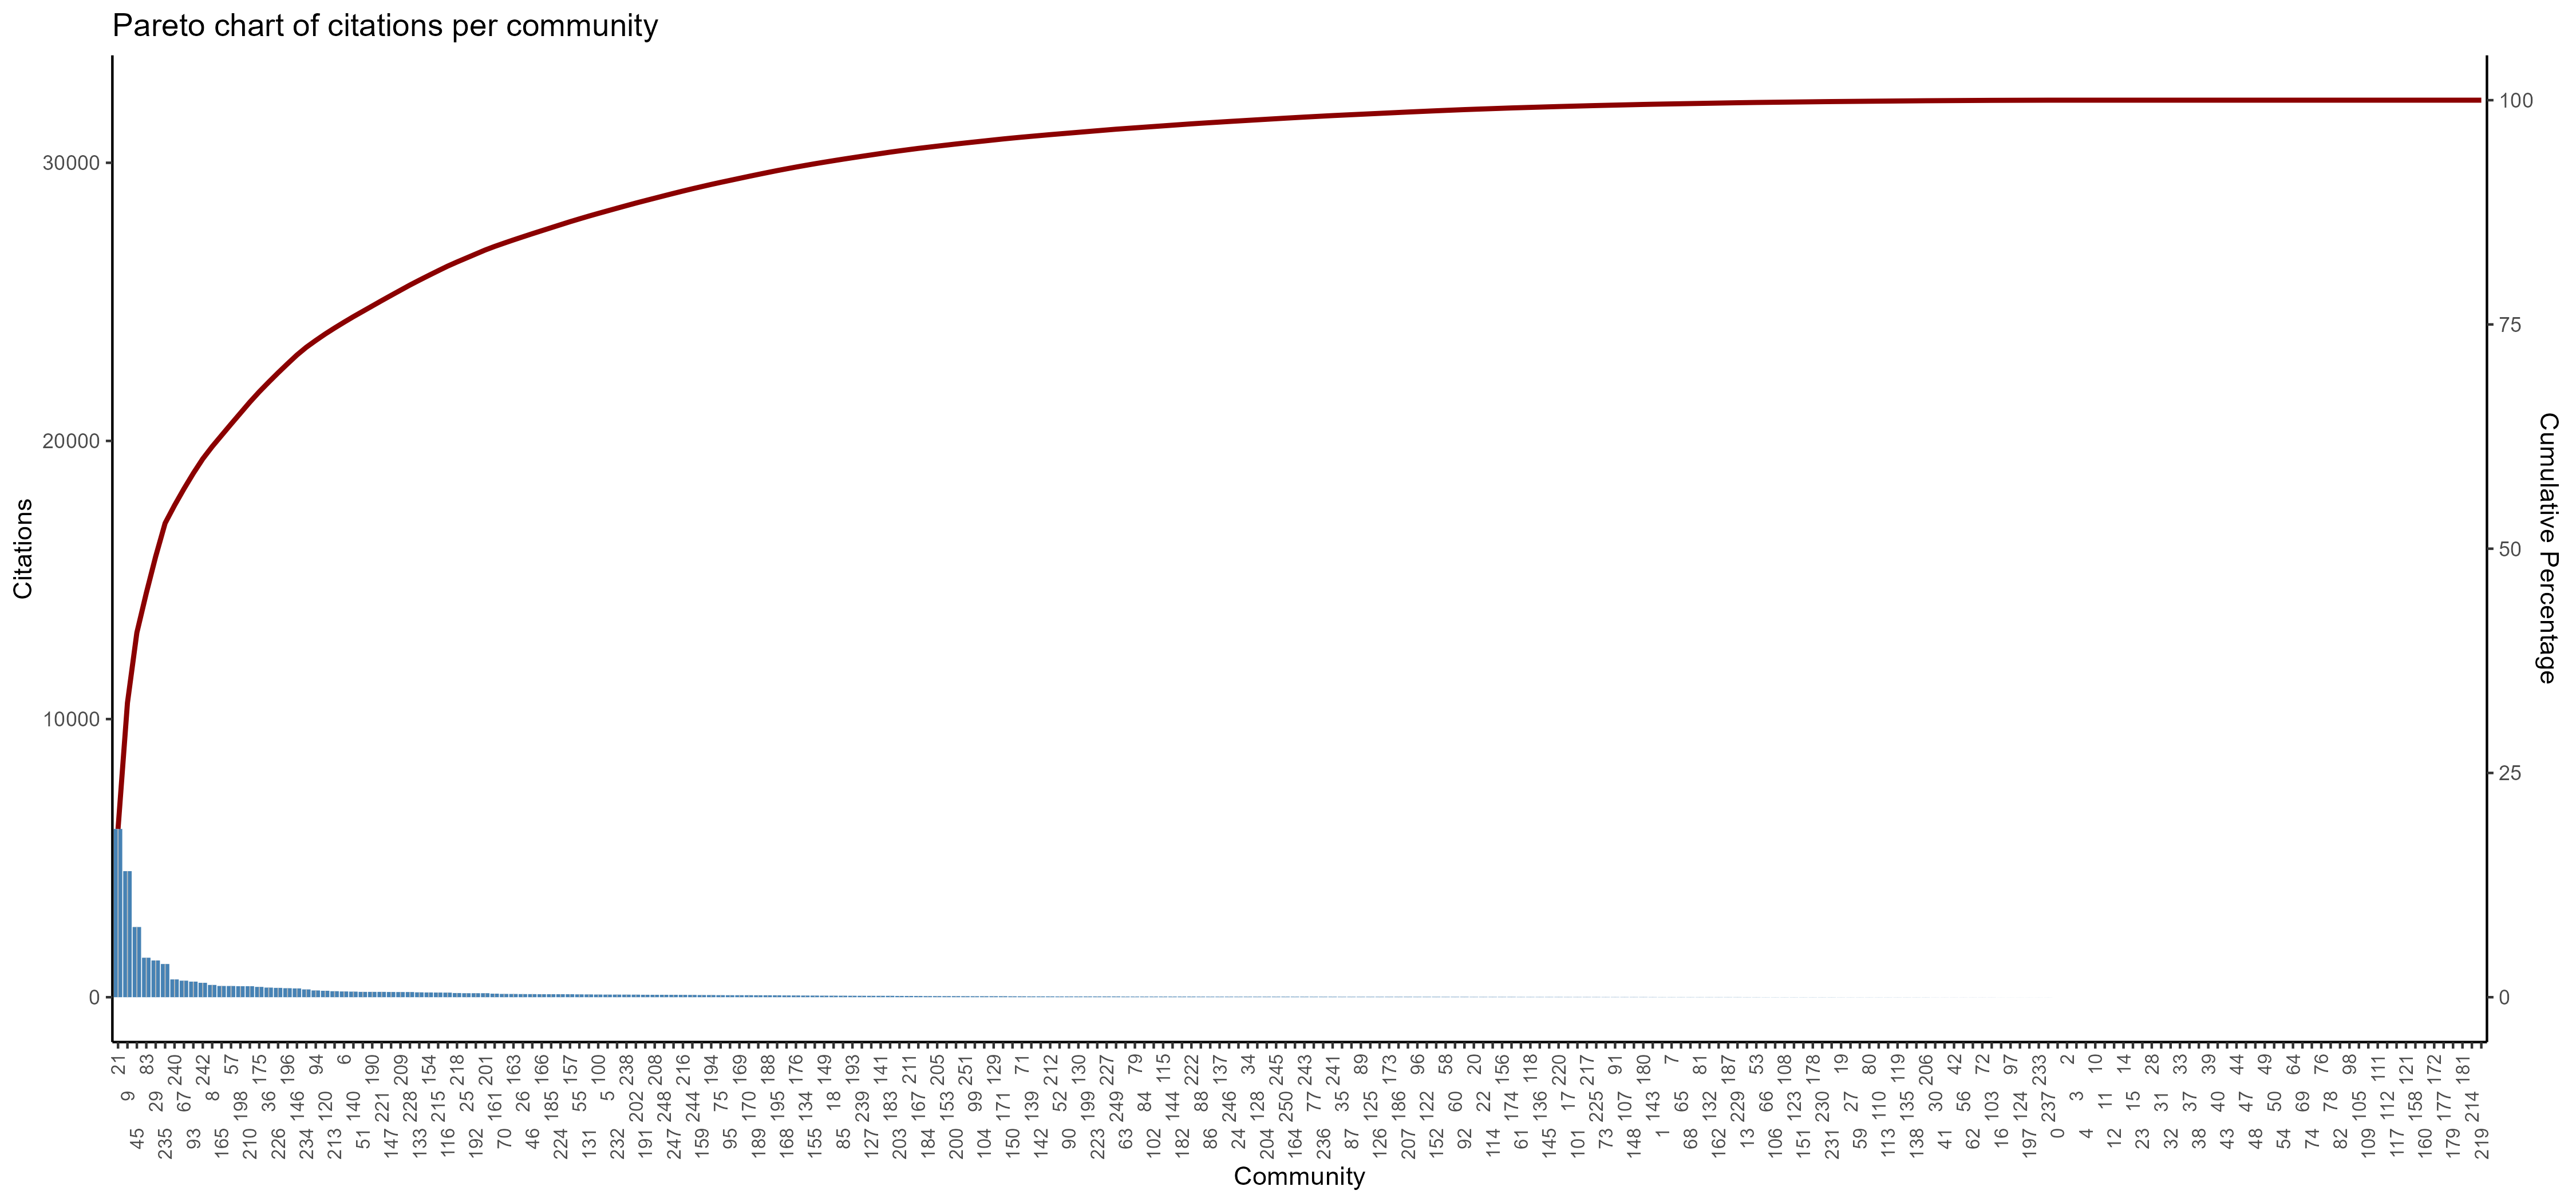 Pareto chart of citations per community
Citations
30000
20000
10000
0
100
75
50
25
0
Cumulative Percentage
21 83 240 242 57 175 196 94 6 190 209 154 218 201 163 166 157 100 238 208 216 194 169 188 176 149 193 141 211 205 251 129 71 212 130 227 79 115 222 137 34 245 243 241 89 173 96 58 20 156 118 220 217 91 180 7 81 187 53 108 178 19 80 119 206 42 72 97 233 2 10 14 28 33 39 44 49 64 76 98 111 121 172 181
9 29 67 8 198 36 146 120 140 221 228 215 25 161 26 185 55 5 202 248 244 75 170 195 134 18 239 183 167 153 99 171 139 52 199 249 84 144 88 246 128 250 77 35 125 186 122 60 22 174 136 17 225 107 143 65 132 229 66 123 230 27 110 135 30 56 103 124 237 3 11 15 31 37 40 47 50 69 78 105 112 158 177 214
45 235 93 165 210 226 234 213 51 147 133 116 192 70 46 224 131 232 191 247 159 95 189 168 155 85 127 203 184 200 104 150 142 90 223 63 102 182 86 24 204 164 236 87 126 207 152 92 114 61 145 101 73 148 1 68 162 13 106 151 231 59 113 138 41 62 16 197 0 4 12 23 32 38 43 48 54 74 82 109 117 160 179 219
Community